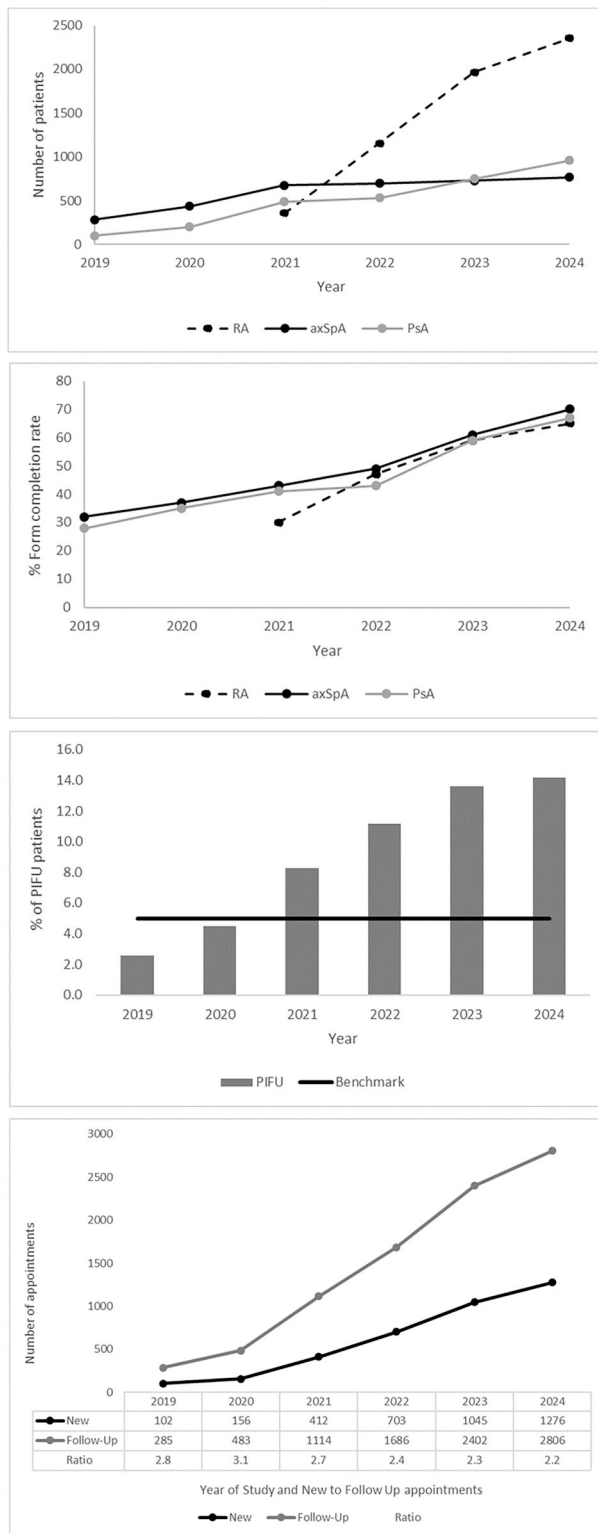 2500
2000
1500
1000
500
0
Number of patients
2019 2020 2021 2022 2023 2024
Year
RA axSpA PsA
80
70
60
50
40
30
20
10
0
% Form completion rate
2019 2020 2021 2022 2023 2024
Year
RA axSpA PsA
16.0
14.0
12.0
10.0
8.0
6.0
4.0
2.0
0.0
% of PIFU patients
2019 2020 2021 2022 2023 2024
Year
PIFU Benchmark
3000
2500
2000
1500
1000
500
0
Number of appointments
2019 2020 2021 2022 2023 2024
New 102 156 412 703 1045 1276
Follow-Up 285 483 1114 1686 2402 2806
Ratio 2.8 3.1 2.7 2.4 2.3 2.2
Year of Study and New to Follow Up appointments
New Follow-Up Ratio